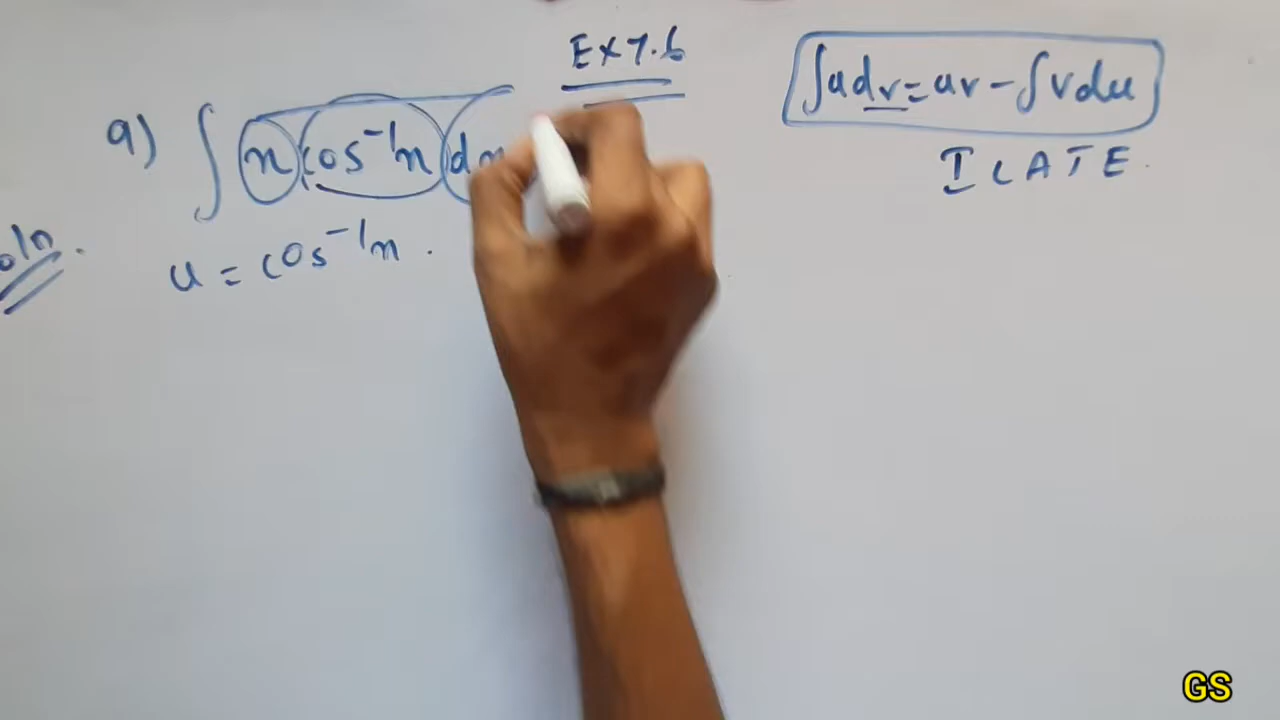 Ex 7.6
∫udv = uv - ∫vdu
ILATE.
9) ∫ x cos⁻¹x dx
Soln.
u = cos⁻¹x.
GS